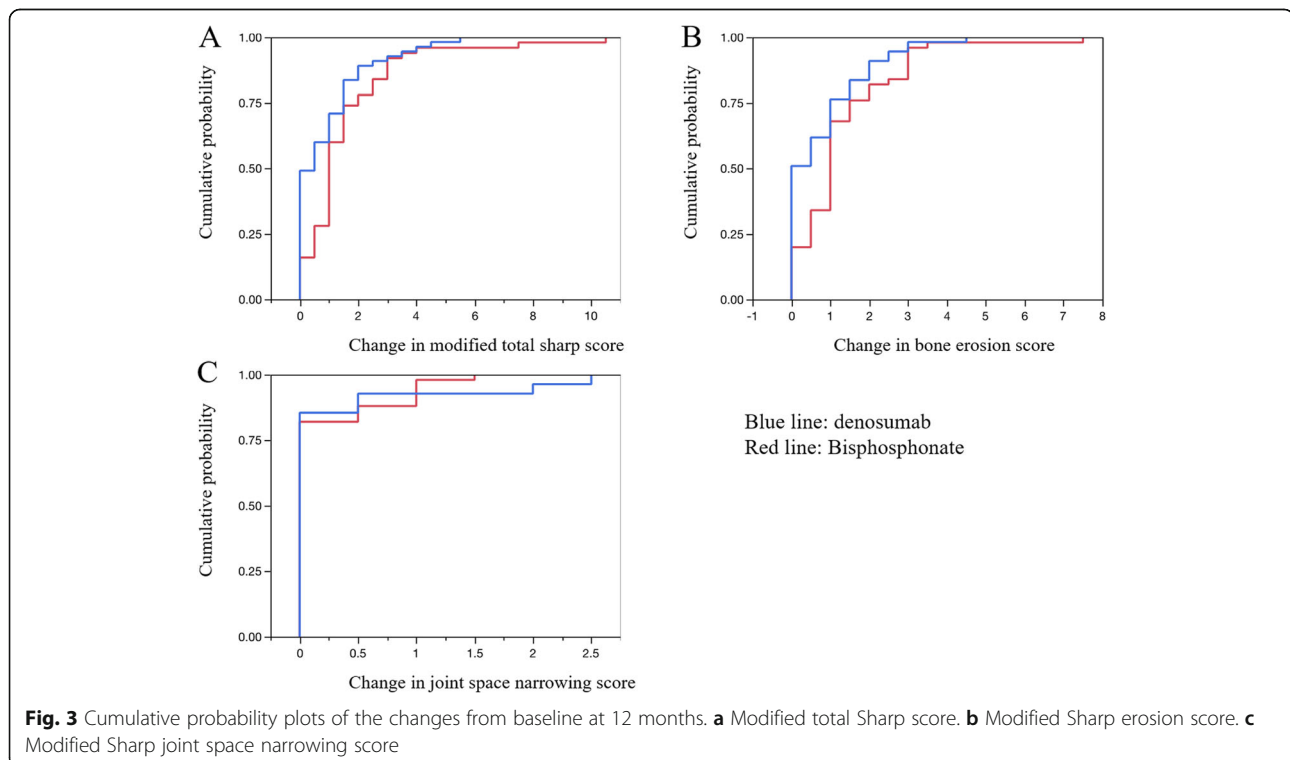 A
Cumulative probability
1.00
0.75
0.50
0.25
0.00
0 2 4 6 8 10
Change in modified total sharp score
B
Cumulative probability
1.00
0.75
0.50
0.25
0.00
-1 0 1 2 3 4 5 6 7 8
Change in bone erosion score
C
Cumulative probability
1.00
0.75
0.50
0.25
0.00
0 0.5 1 1.5 2 2.5
Change in joint space narrowing score
Blue line: denosumab
Red line: Bisphosphonate
Fig. 3 Cumulative probability plots of the changes from baseline at 12 months. a Modified total Sharp score. b Modified Sharp erosion score. c
Modified Sharp joint space narrowing score